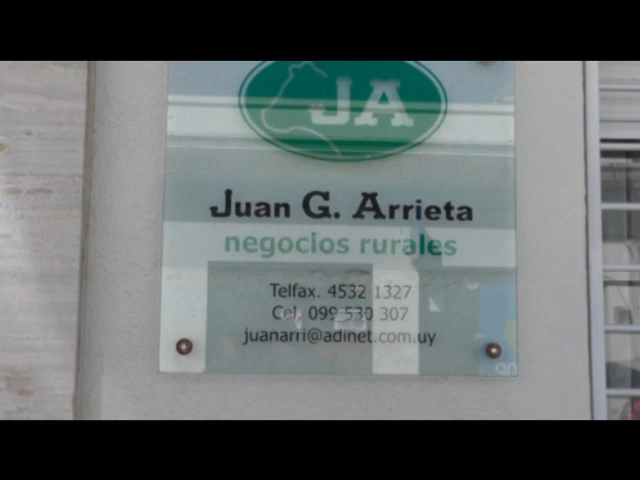 JA
Juan G. Arrieta
negocios rurales
Telfax. 4532 1327
Cel. 099 530 307
juanarri@adinet.com.uy